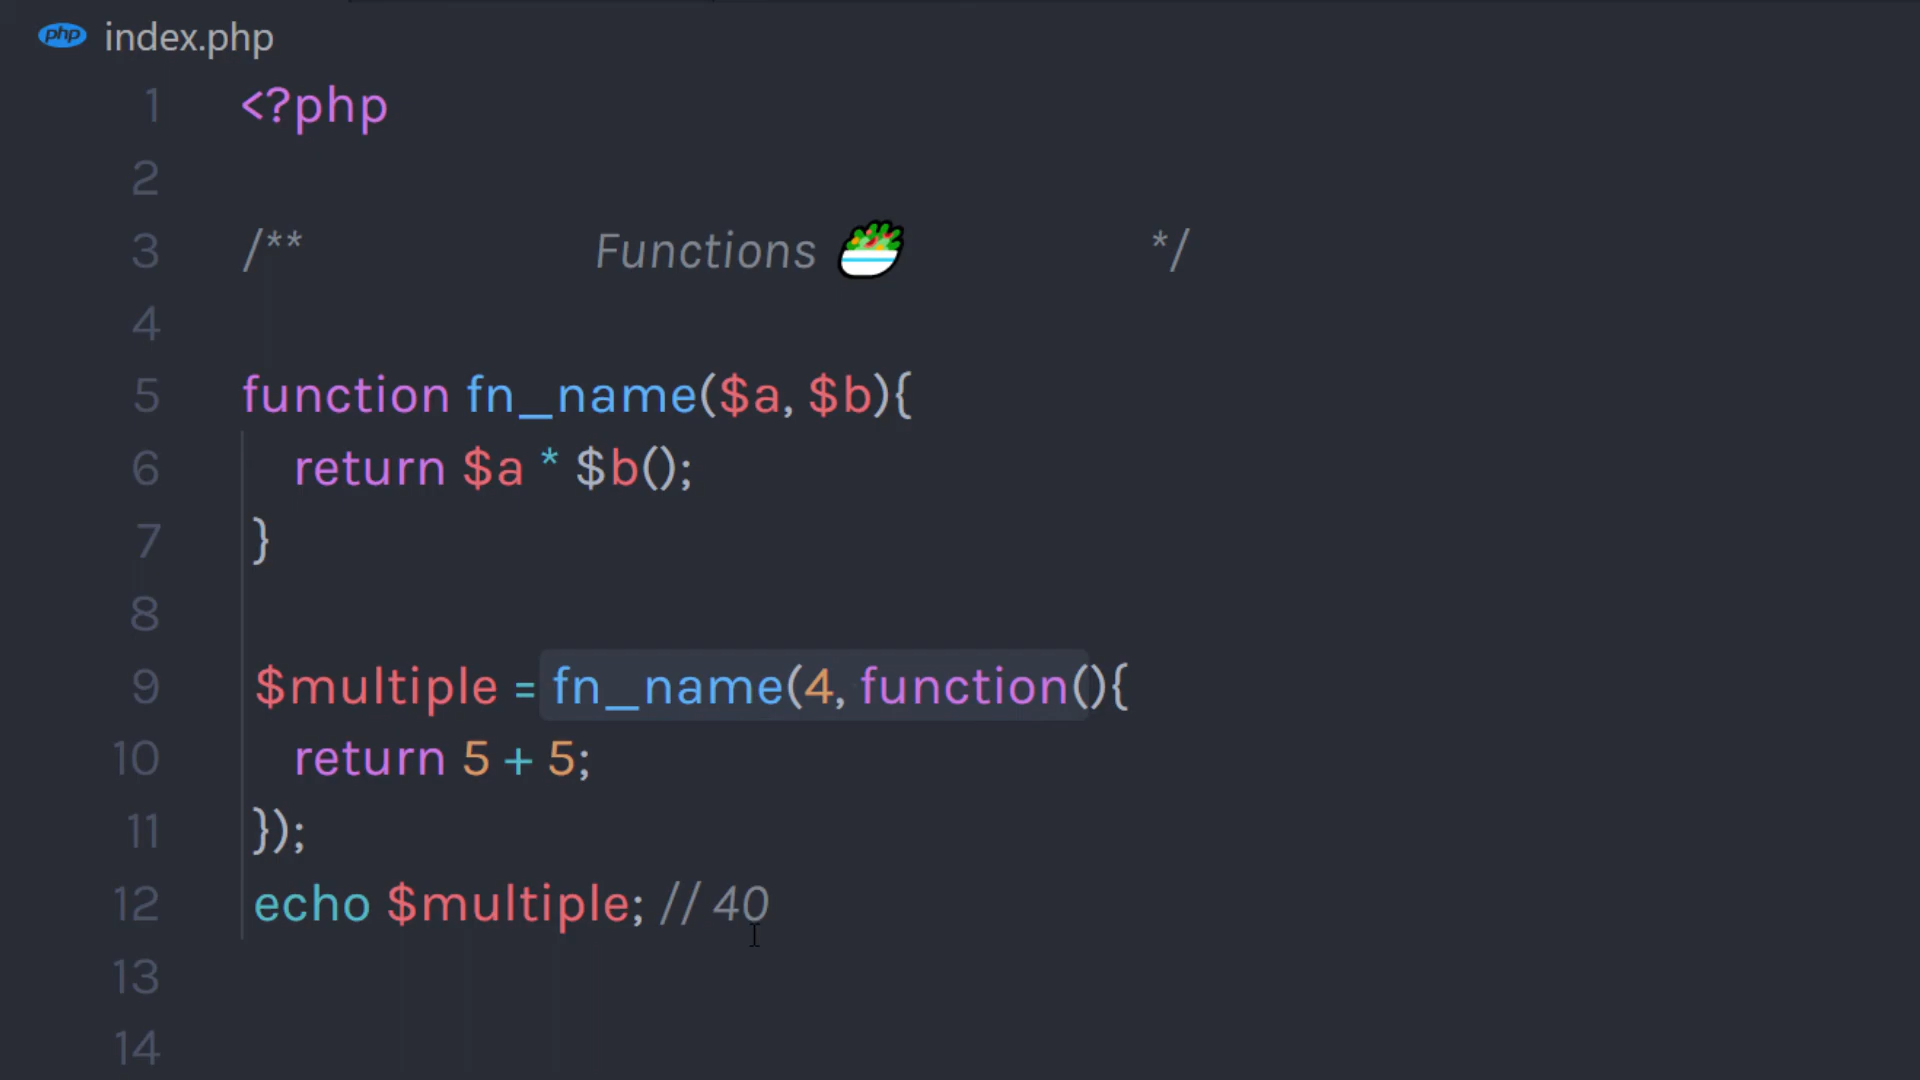 php index.php
1 <?php
2
3 /** Functions 🥗 */
4
5 function fn_name($a, $b){
6 return $a * $b();
7 }
8
9 $multiple = fn_name(4, function(){
10 return 5 + 5;
11 });
12 echo $multiple; // 40
13
14